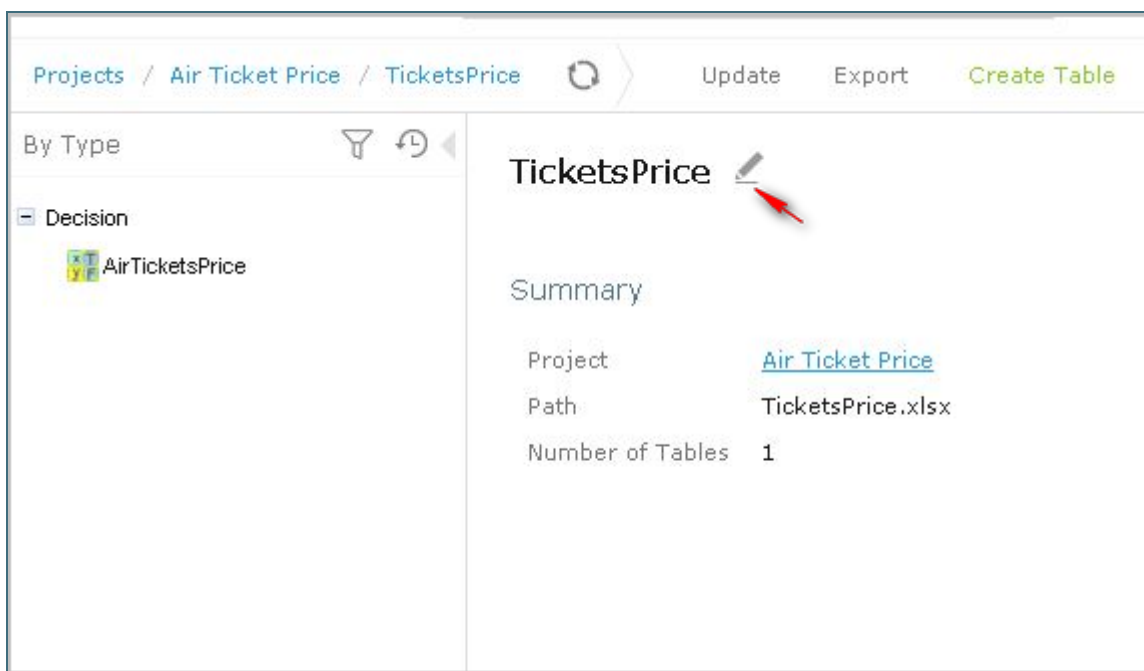 Projects / Air Ticket Price / TicketsPrice Update Export Create Table
By Type
Decision
AirTicketsPrice
TicketsPrice
Summary
Project Air Ticket Price
Path TicketsPrice.xlsx
Number of Tables 1